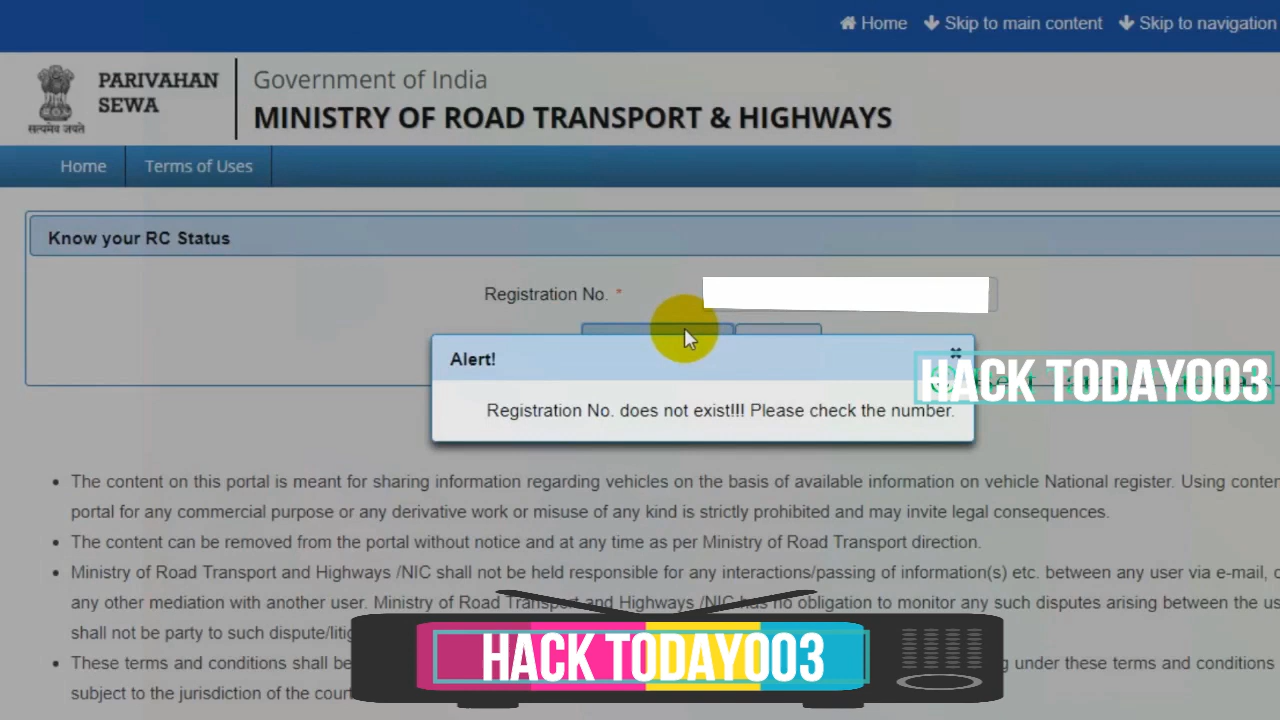 Home Skip to main content Skip to navigation
PARIVAHAN
SEWA
सत्यमेव जयते
Government of India
MINISTRY OF ROAD TRANSPORT & HIGHWAYS
Home Terms of Uses
Know your RC Status
Registration No. *
Alert!
Registration No. does not exist!!! Please check the number.
HACK TODAY003
The content on this portal is meant for sharing information regarding vehicles on the basis of available information on vehicle National register. Using conten
portal for any commercial purpose or any derivative work or misuse of any kind is strictly prohibited and may invite legal consequences.
The content can be removed from the portal without notice and at any time as per Ministry of Road Transport direction.
Ministry of Road Transport and Highways /NIC shall not be held responsible for any interactions/passing of information(s) etc. between any user via e-mail,
any other mediation with another user. Ministry of Road Transport and Highways /NIC has no obligation to monitor any such disputes arising between the us
shall not be party to such dispute/litig
These terms and conditions shall be g under these terms and conditions
subject to the jurisdiction of the court
HACK TODAY003